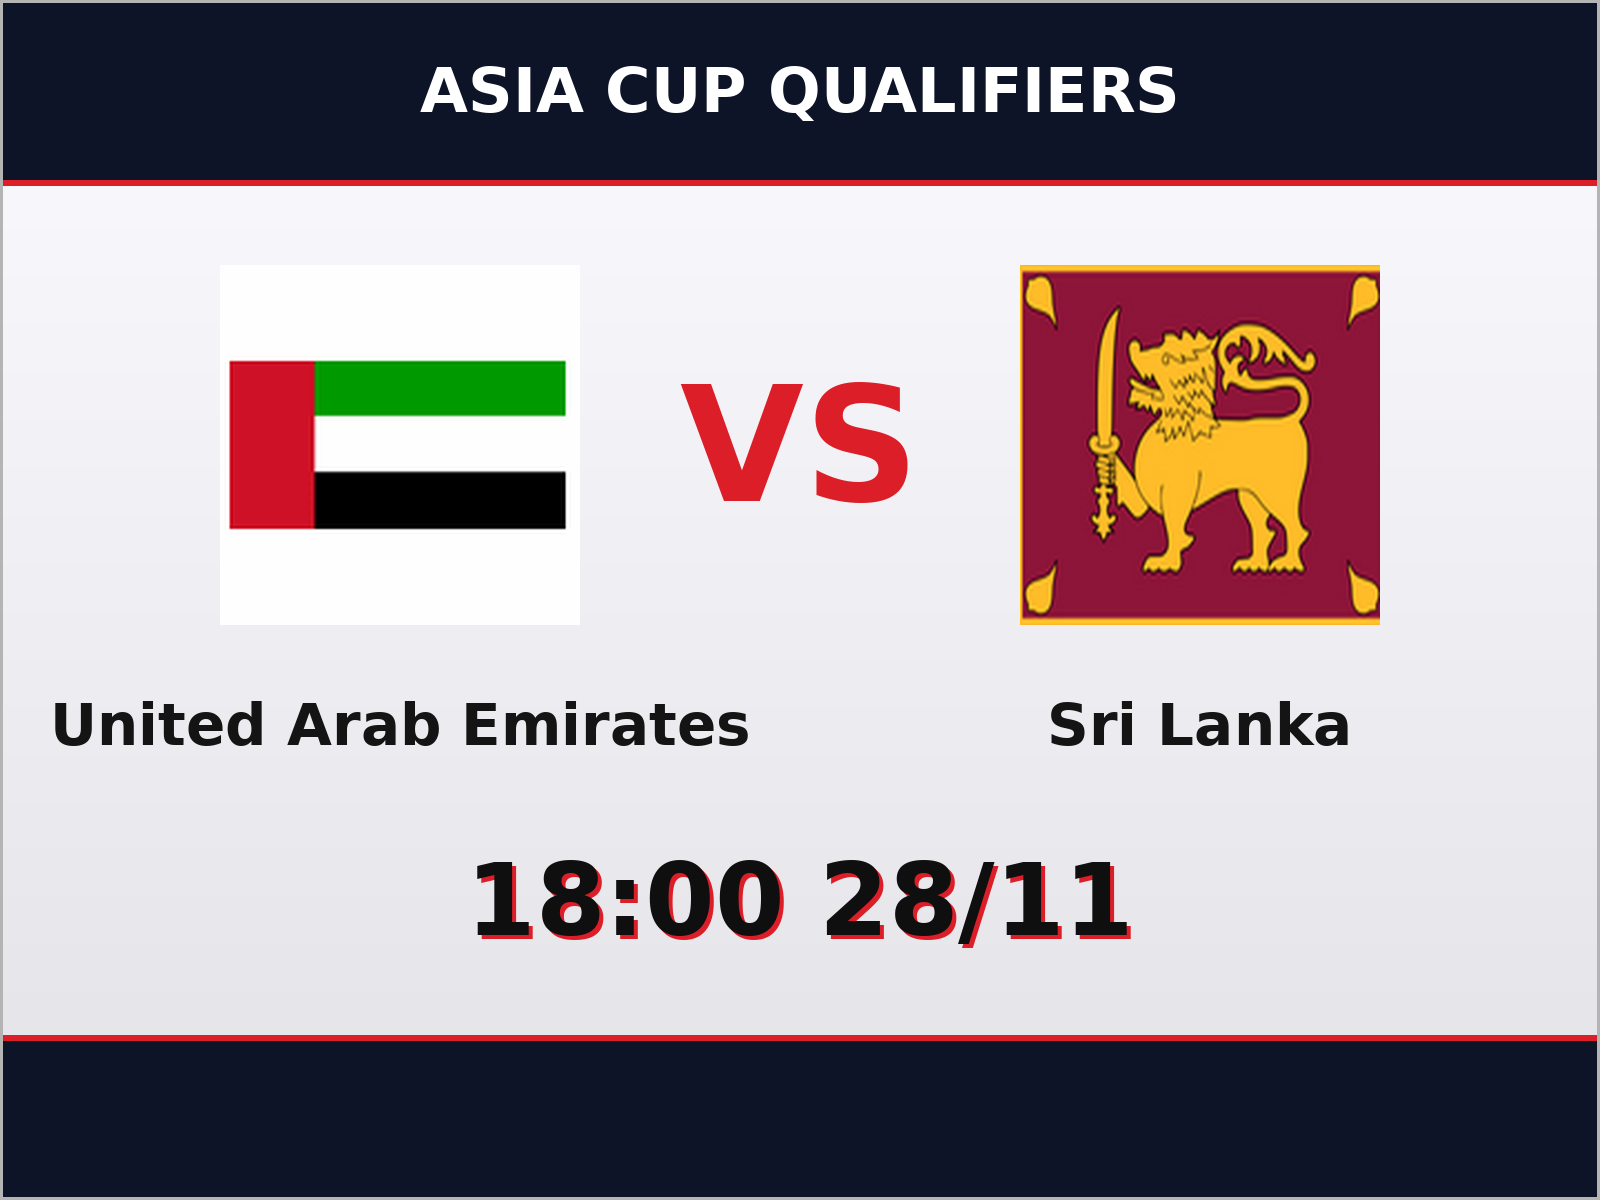 ASIA CUP QUALIFIERS
VS
United Arab Emirates
Sri Lanka
18:00 28/11